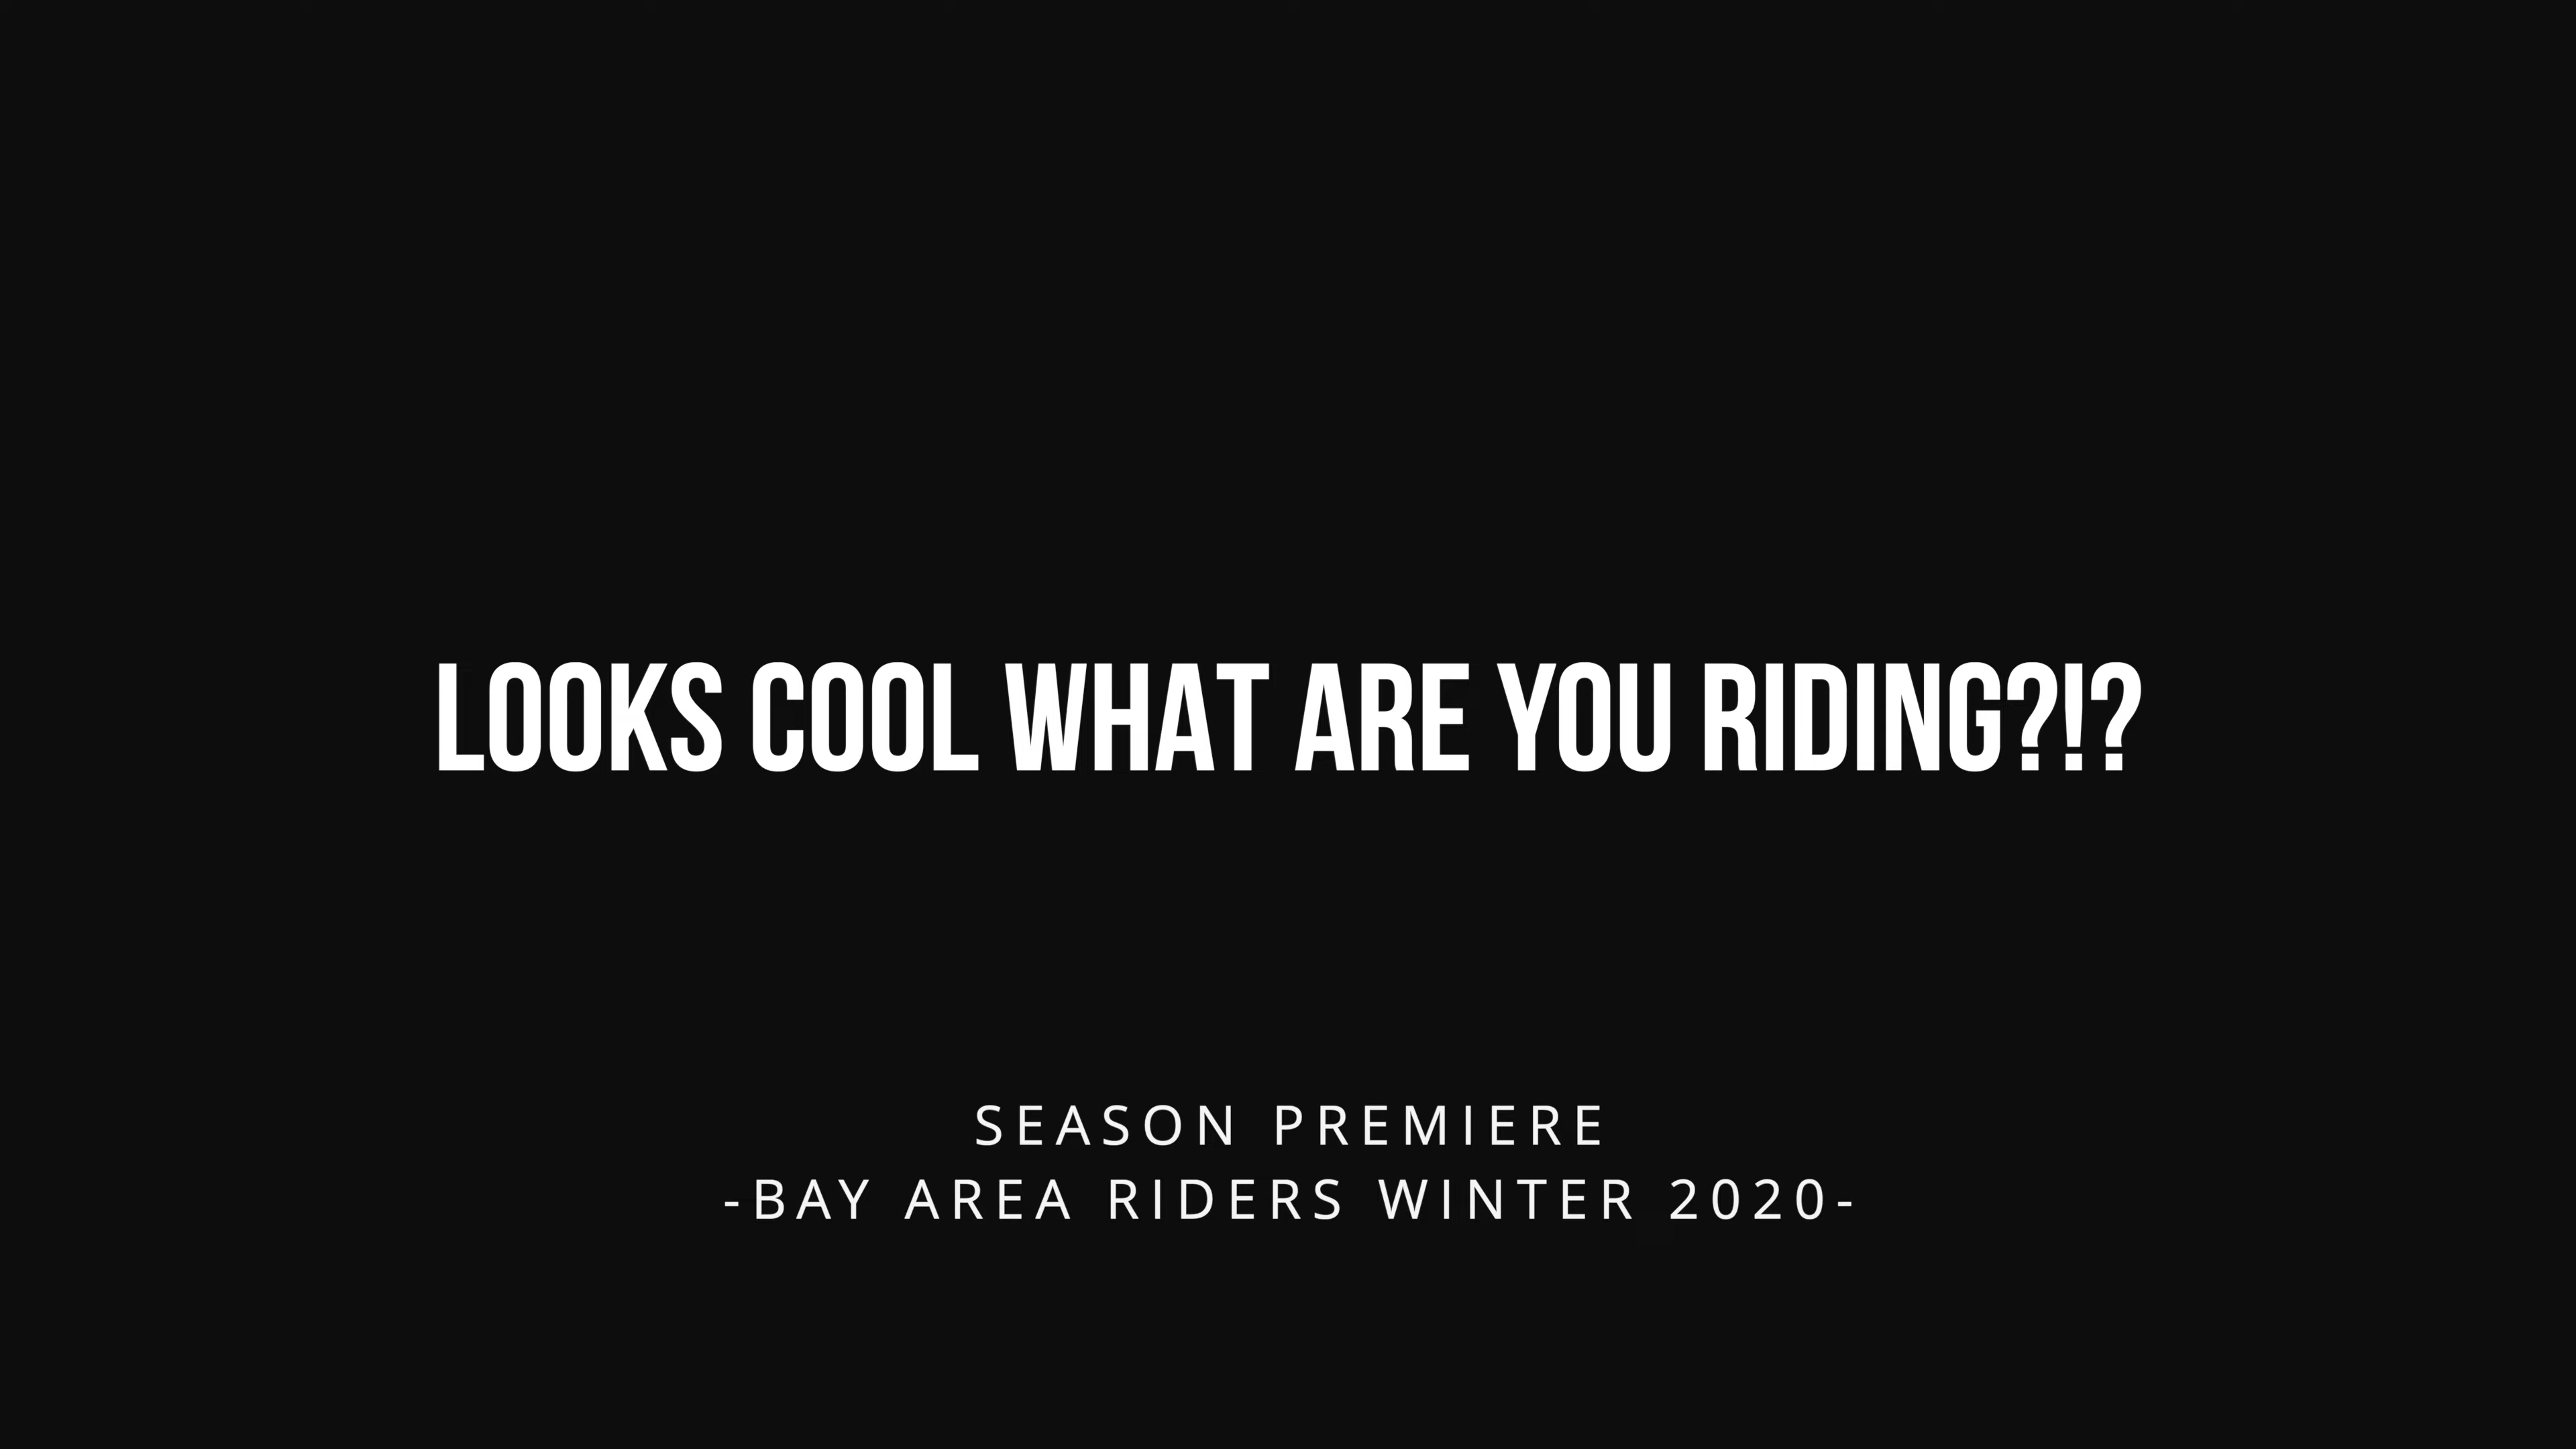 LOOKS COOL WHAT ARE YOU RIDING?!?
SEASON PREMIERE
-BAY AREA RIDERS WINTER 2020-